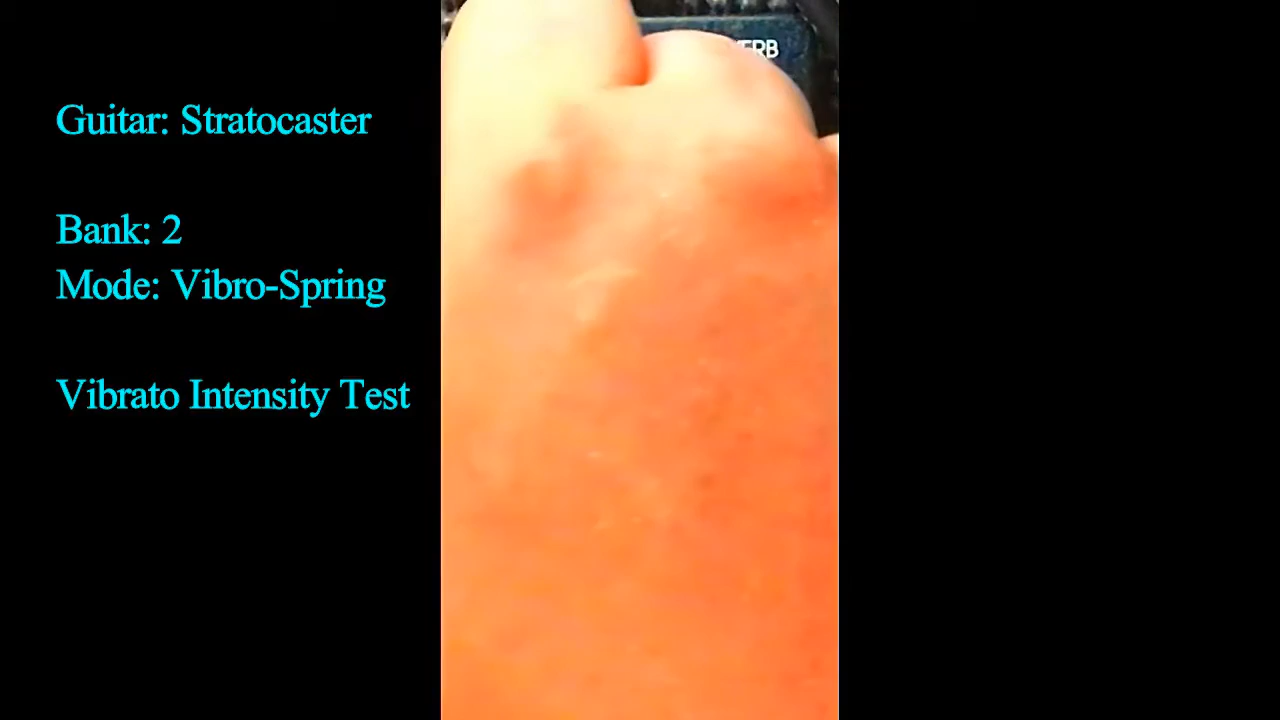 Guitar: Stratocaster
Bank: 2
Mode: Vibro-Spring
Vibrato Intensity Test